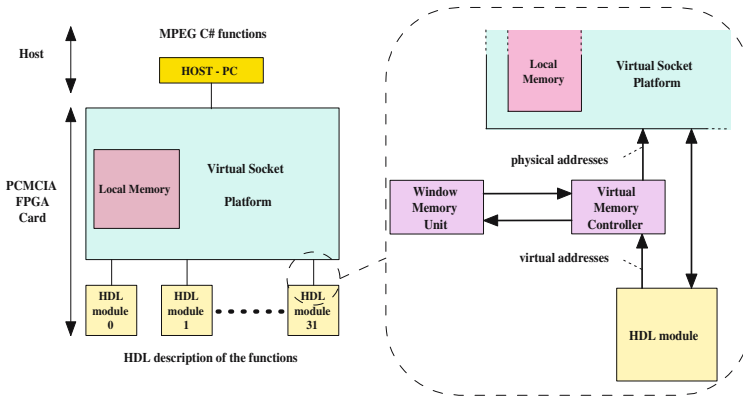 MPEG C# functions
Host
HOST - PC
PCMCIA
FPGA
Card
Local Memory
Virtual Socket
Platform
HDL
module
0
HDL
module
1
HDL
module
31
HDL description of the functions
Local
Memory
Virtual Socket
Platform
physical addresses
Window
Memory
Unit
Virtual
Memory
Controller
virtual addresses
HDL module